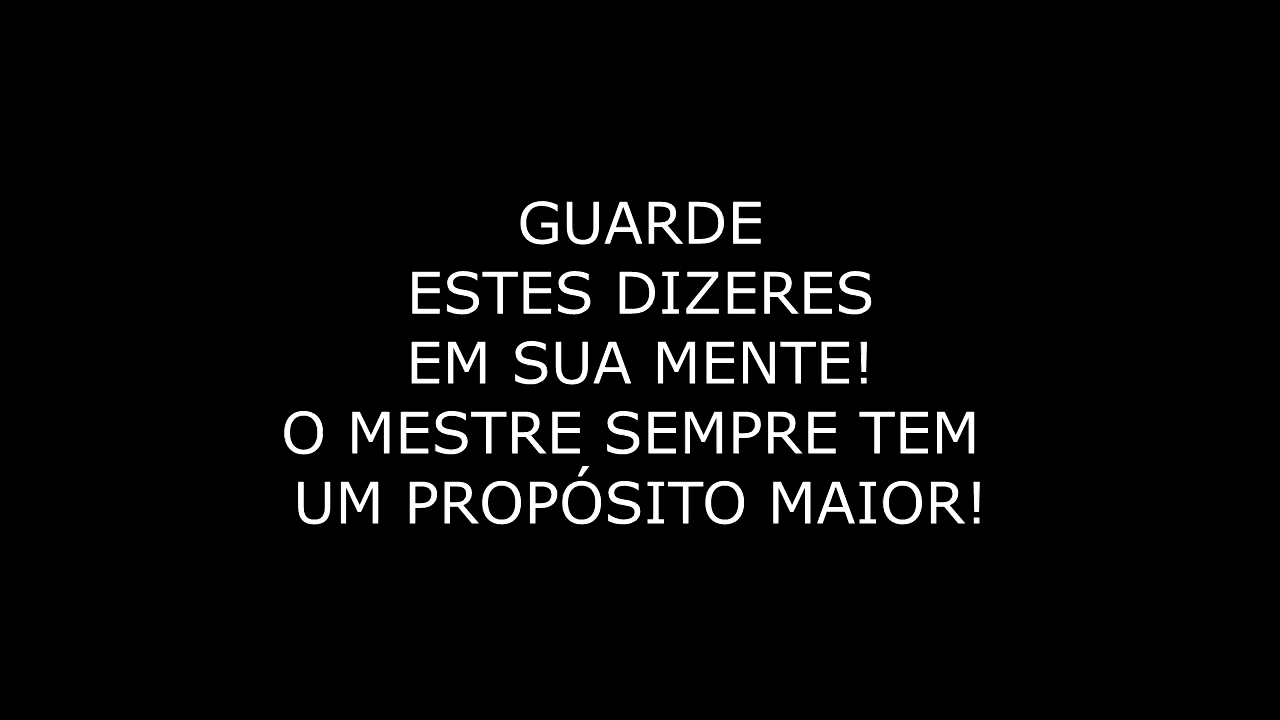 GUARDE
ESTES DIZERES
EM SUA MENTE!
O MESTRE SEMPRE TEM
UM PROPÓSITO MAIOR!